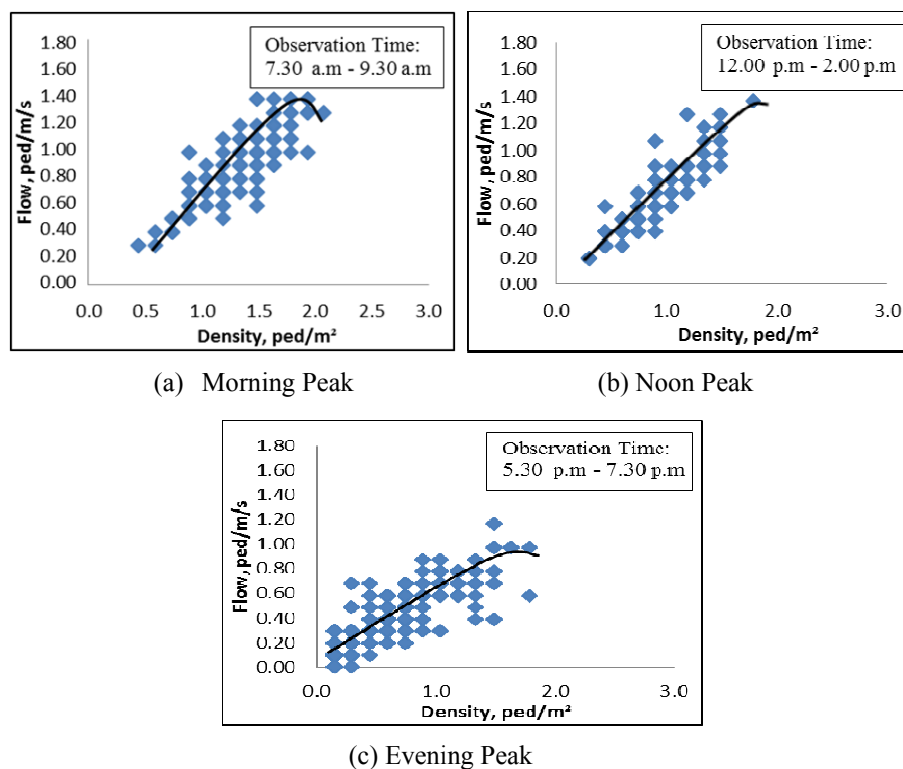 1.80
1.60
1.40
1.20
1.00
0.80
0.60
0.40
0.20
0.00
Flow, ped/m/s
Observation Time:
7.30 a.m - 9.30 a.m
0.0 0.5 1.0 1.5 2.0 2.5 3.0
Density, ped/m²
(a) Morning Peak
1.80
1.60
1.40
1.20
1.00
0.80
0.60
0.40
0.20
0.00
Flow, ped/m/s
Observation Time:
12.00 p.m - 2.00 p.m
0.0 1.0 2.0 3.0
Density, ped/m²
(b) Noon Peak
1.80
1.60
1.40
1.20
1.00
0.80
0.60
0.40
0.20
0.00
Flow, ped/m/s
Observation Time:
5.30 p.m - 7.30 p.m
0.0 1.0 2.0 3.0
Density, ped/m²
(c) Evening Peak